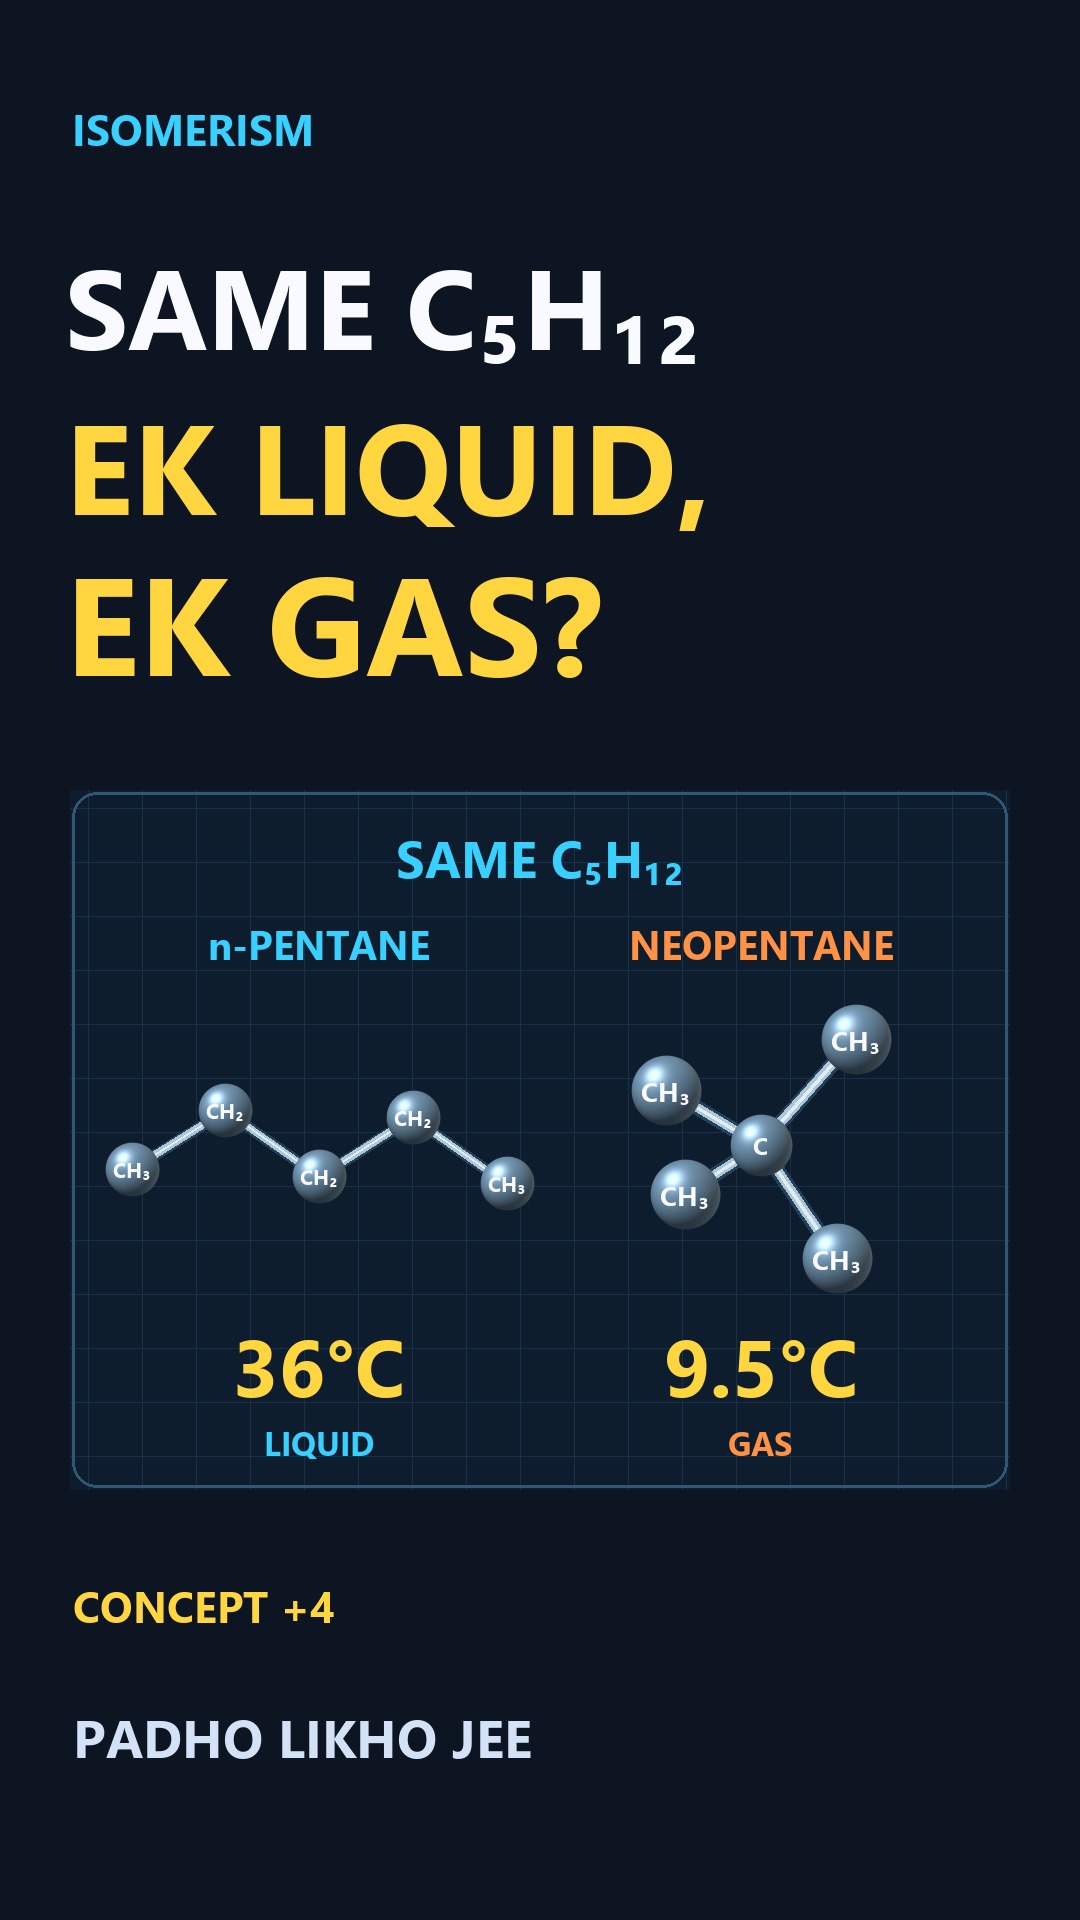 ISOMERISM
SAME C₅H₁₂
EK LIQUID,
EK GAS?
SAME C₅H₁₂
n-PENTANE
NEOPENTANE
CH₃
CH₂
CH₂
CH₂
CH₃
CH₃
CH₃
C
CH₃
CH₃
36°C
9.5°C
LIQUID
GAS
CONCEPT +4
PADHO LIKHO JEE